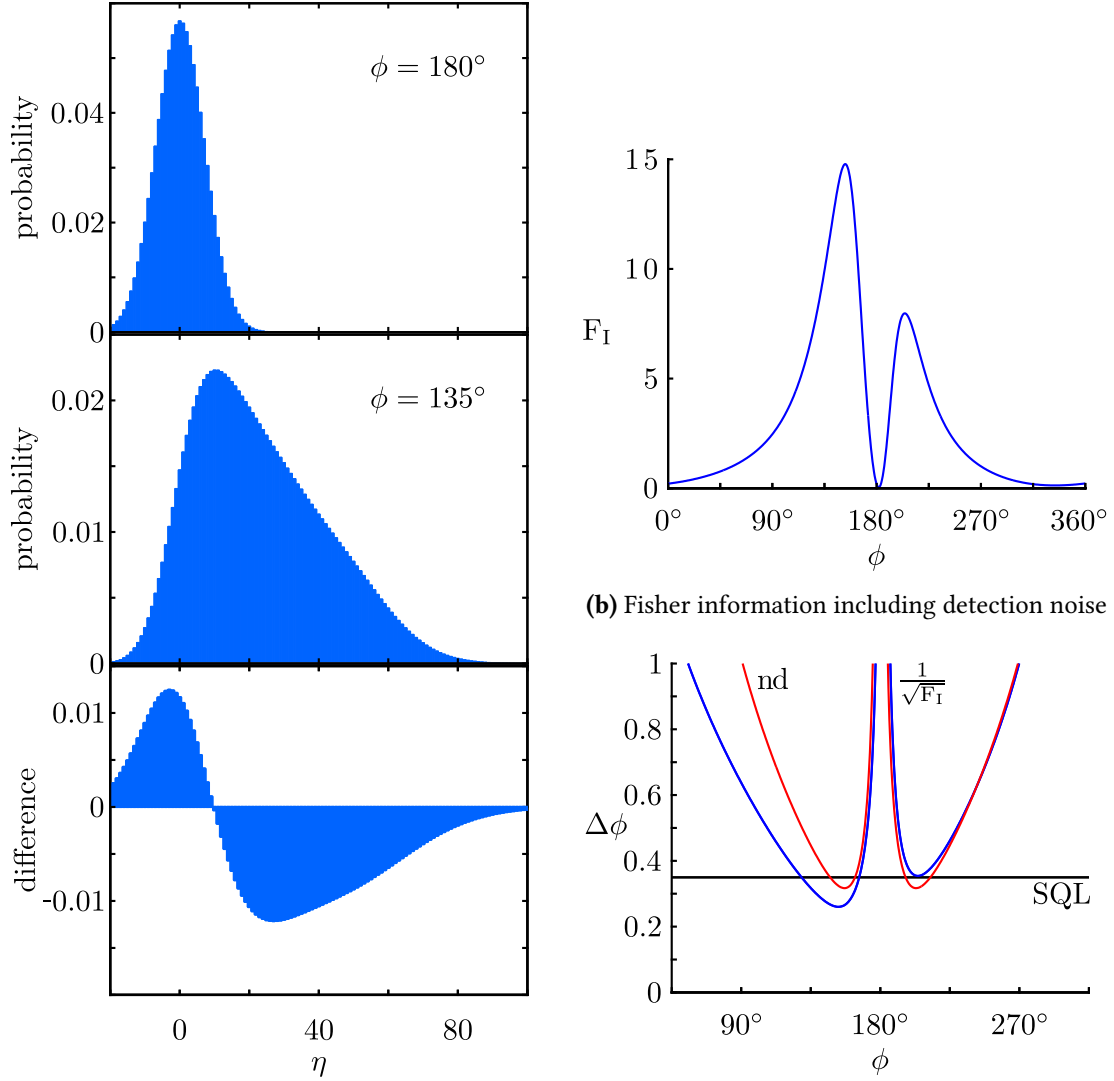 probability
0.04
0.02
0
ϕ = 180°
probability
0.02
0.01
0
ϕ = 135°
difference
0.01
0
-0.01
0
40
80
η
F_I
15
10
5
0
0°
90°
180°
270°
360°
ϕ
(b) Fisher information including detection noise
Δϕ
1
0.8
0.6
0.4
0.2
0
nd
1/√F_I
SQL
90°
180°
270°
ϕ